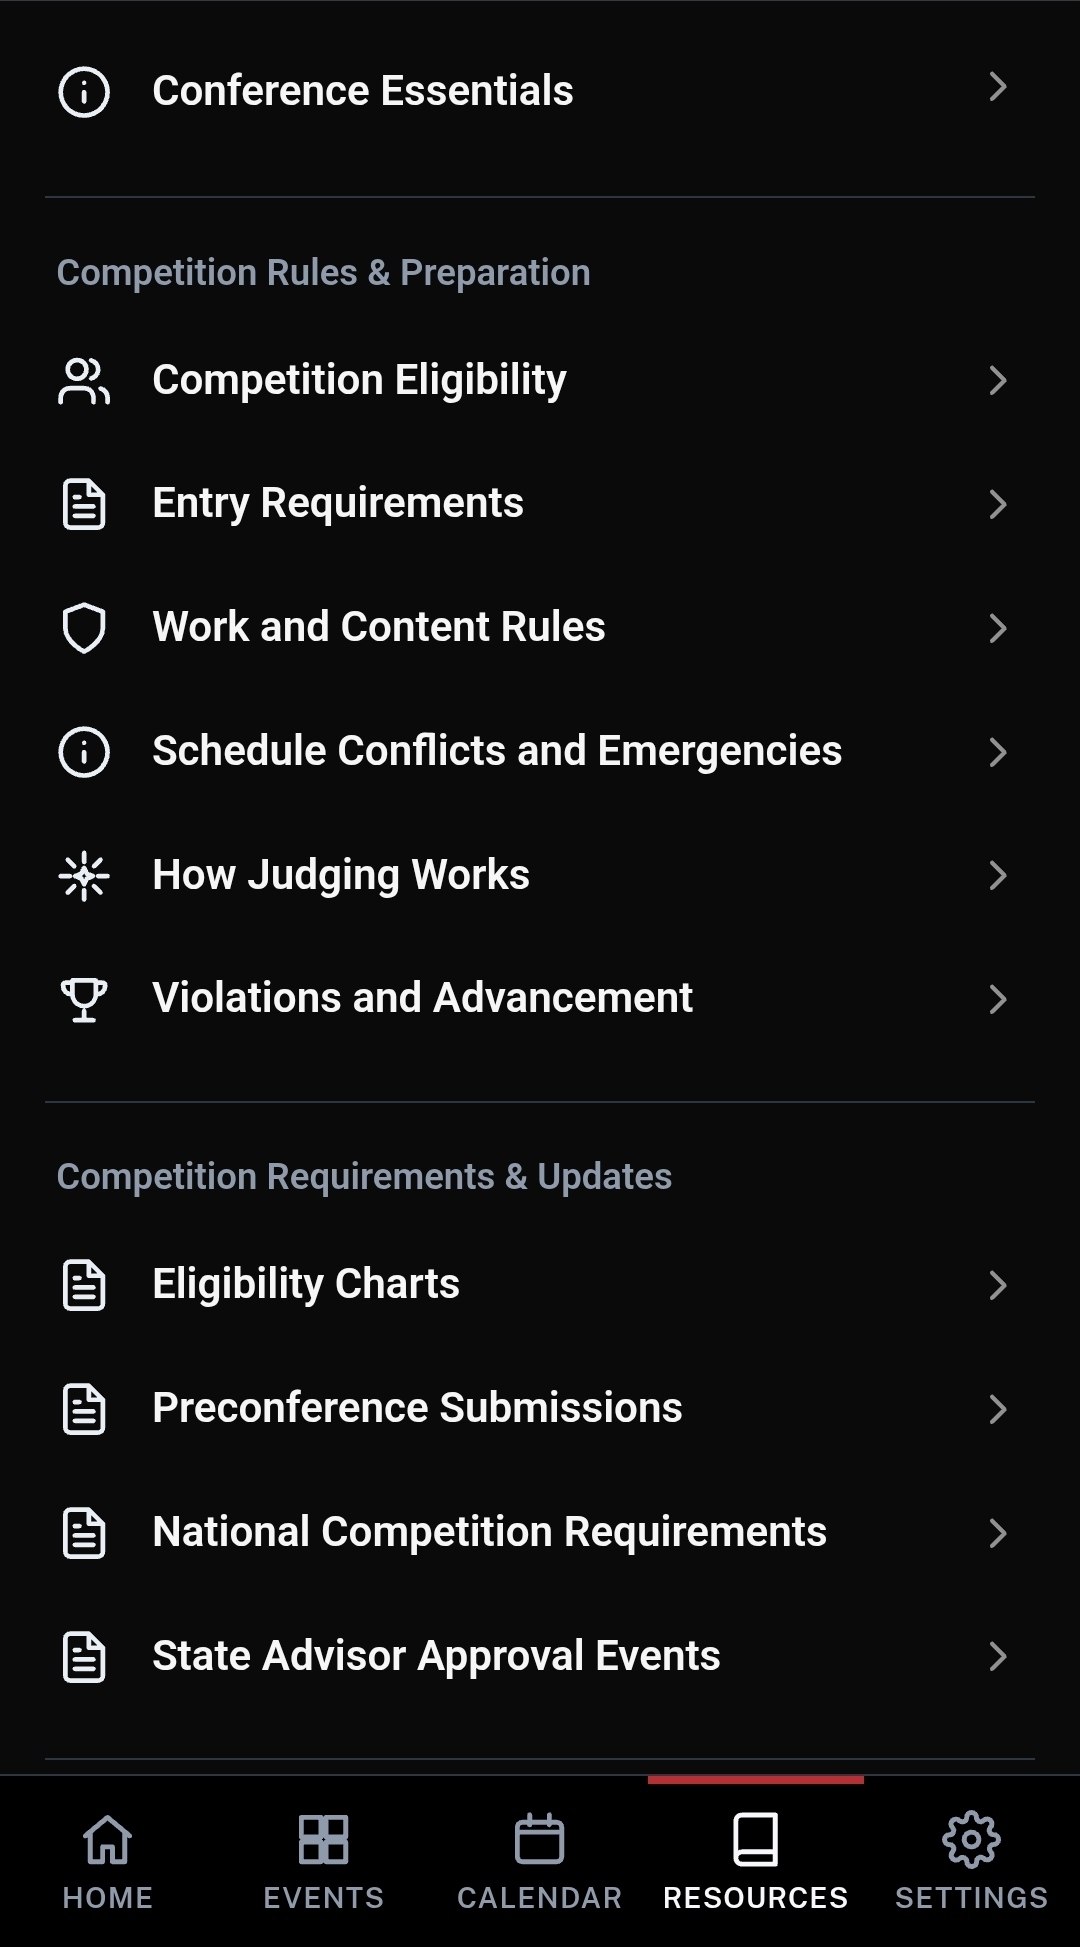 Conference Essentials
Competition Rules & Preparation
Competition Eligibility
Entry Requirements
Work and Content Rules
Schedule Conflicts and Emergencies
How Judging Works
Violations and Advancement
Competition Requirements & Updates
Eligibility Charts
Preconference Submissions
National Competition Requirements
State Advisor Approval Events
HOME EVENTS CALENDAR RESOURCES SETTINGS